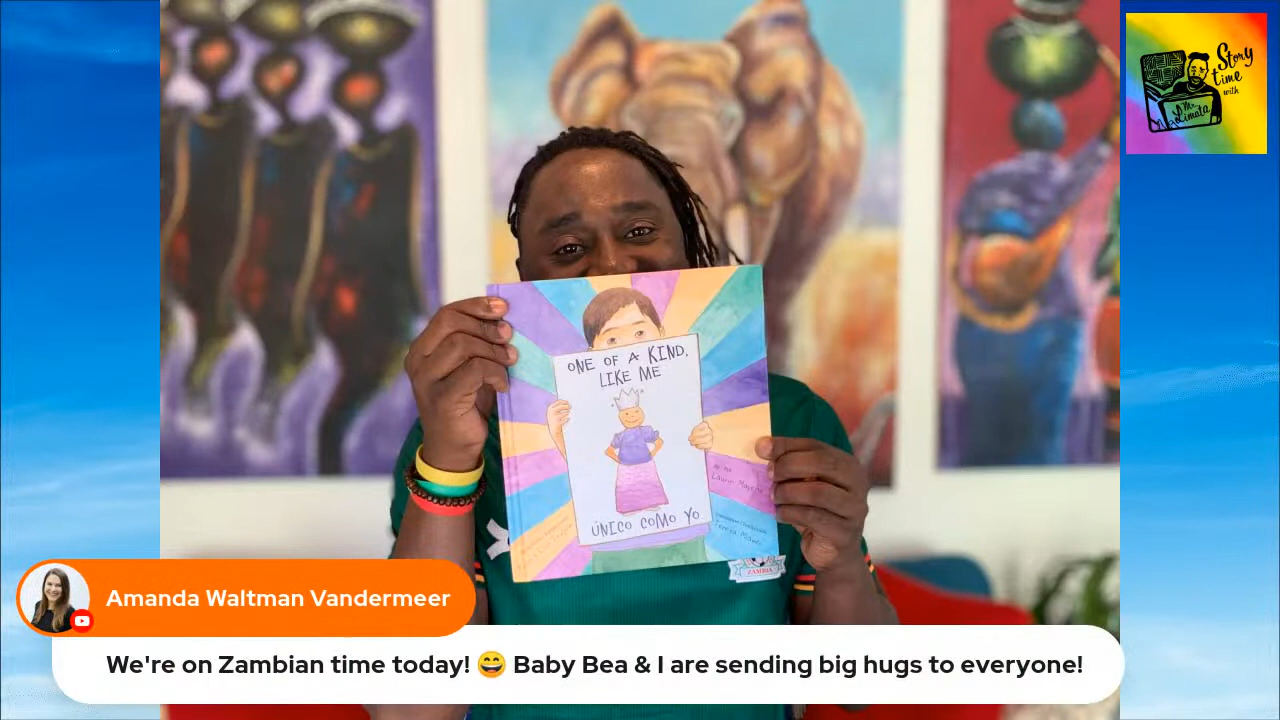 Story
time
with
Mr.
Limata
ONE OF A KIND,
LIKE ME
ÚNICO COMO YO
Laurin Mayeno
ZAMBIA
Amanda Waltman Vandermeer
We're on Zambian time today! 😄 Baby Bea & I are sending big hugs to everyone!